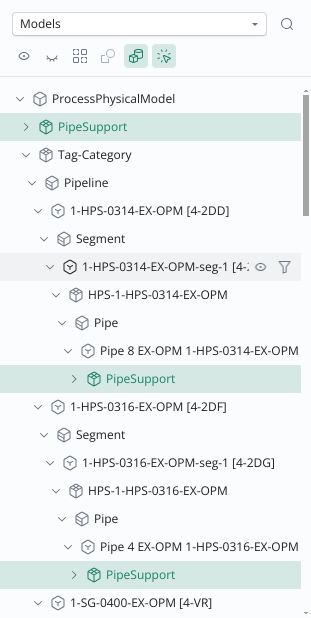 Models
ProcessPhysicalModel
PipeSupport
Tag-Category
Pipeline
1-HPS-0314-EX-OPM [4-2DD]
Segment
1-HPS-0314-EX-OPM-seg-1 [4-2
HPS-1-HPS-0314-EX-OPM
Pipe
Pipe 8 EX-OPM 1-HPS-0314-EX-OPM
PipeSupport
1-HPS-0316-EX-OPM [4-2DF]
Segment
1-HPS-0316-EX-OPM-seg-1 [4-2DG]
HPS-1-HPS-0316-EX-OPM
Pipe
Pipe 4 EX-OPM 1-HPS-0316-EX-OPM
PipeSupport
1-SG-0400-EX-OPM [4-VR]